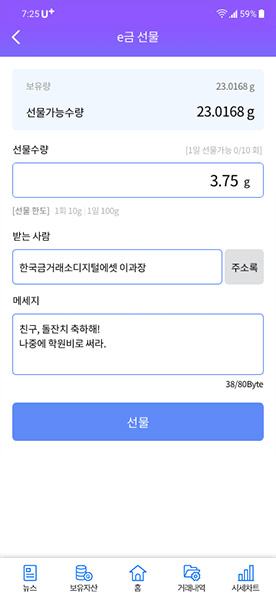 7:25 U+
59%
e금 선물
보유량 23.0168 g
선물가능수량 23.0168 g
선물수량 [1일 선물가능 0/10 회]
3.75 g
[선물 한도] 1회 10g | 1일 100g
받는 사람
한국금거래소디지털에셋 이과장 주소록
메세지
친구, 돌잔치 축하해!
나중에 학원비로 써라.
38/80Byte
선물
뉴스 보유자산 홈 거래내역 시세차트